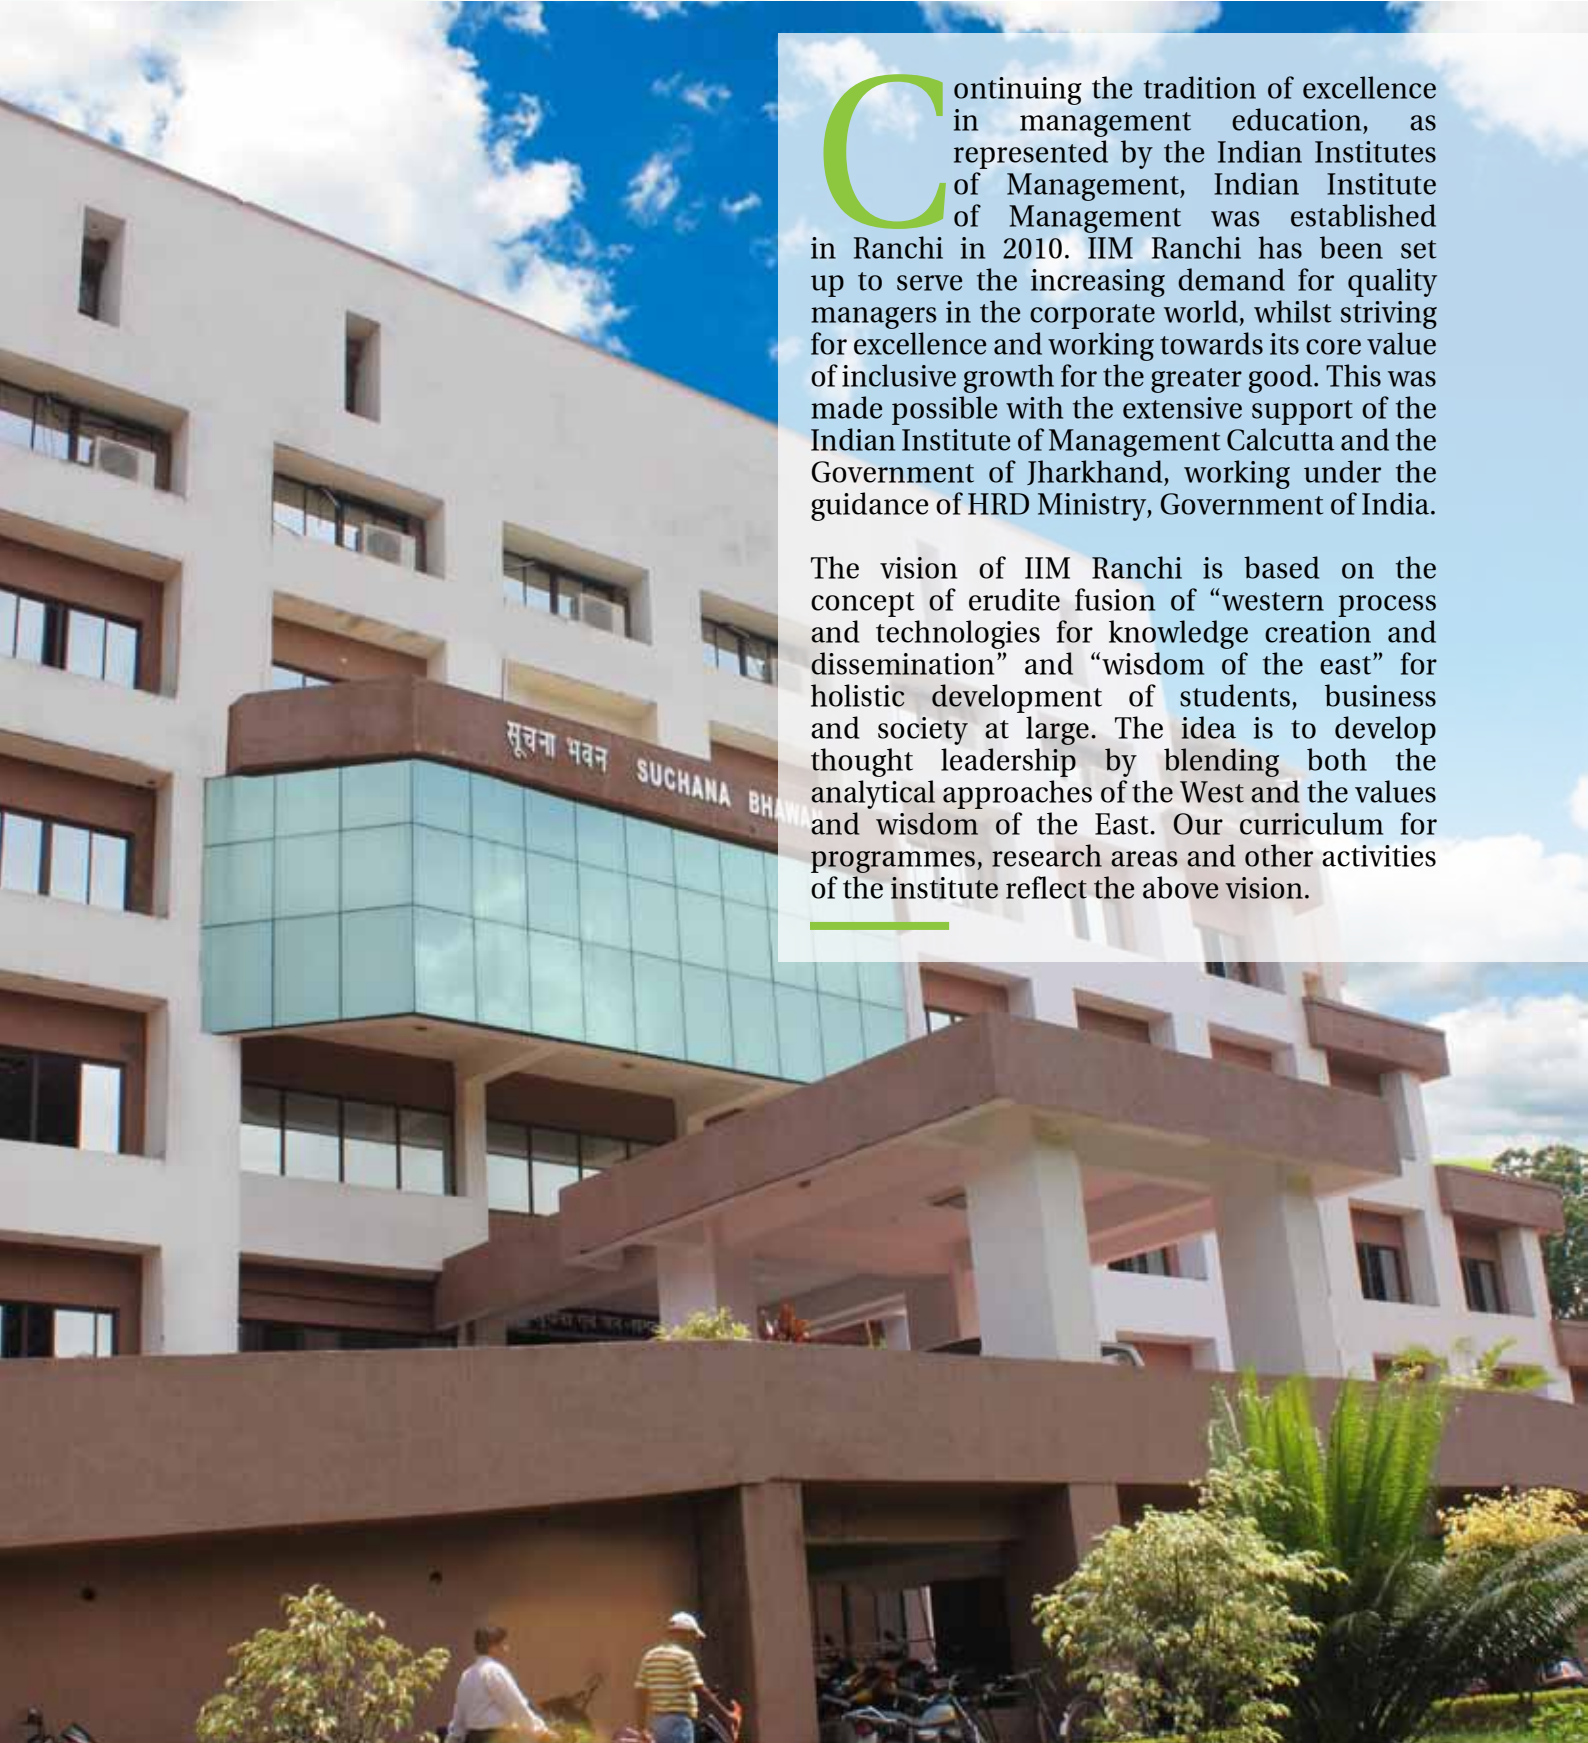 Continuing the tradition of excellence
in management education, as
represented by the Indian Institutes
of Management, Indian Institute
of Management was established
in Ranchi in 2010. IIM Ranchi has been set
up to serve the increasing demand for quality
managers in the corporate world, whilst striving
for excellence and working towards its core value
of inclusive growth for the greater good. This was
made possible with the extensive support of the
Indian Institute of Management Calcutta and the
Government of Jharkhand, working under the
guidance of HRD Ministry, Government of India.
The vision of IIM Ranchi is based on the
concept of erudite fusion of “western process
and technologies for knowledge creation and
dissemination” and “wisdom of the east” for
holistic development of students, business
and society at large. The idea is to develop
thought leadership by blending both the
analytical approaches of the West and the values
and wisdom of the East. Our curriculum for
programmes, research areas and other activities
of the institute reflect the above vision.
सूचना भवन SUCHANA BHAWAN